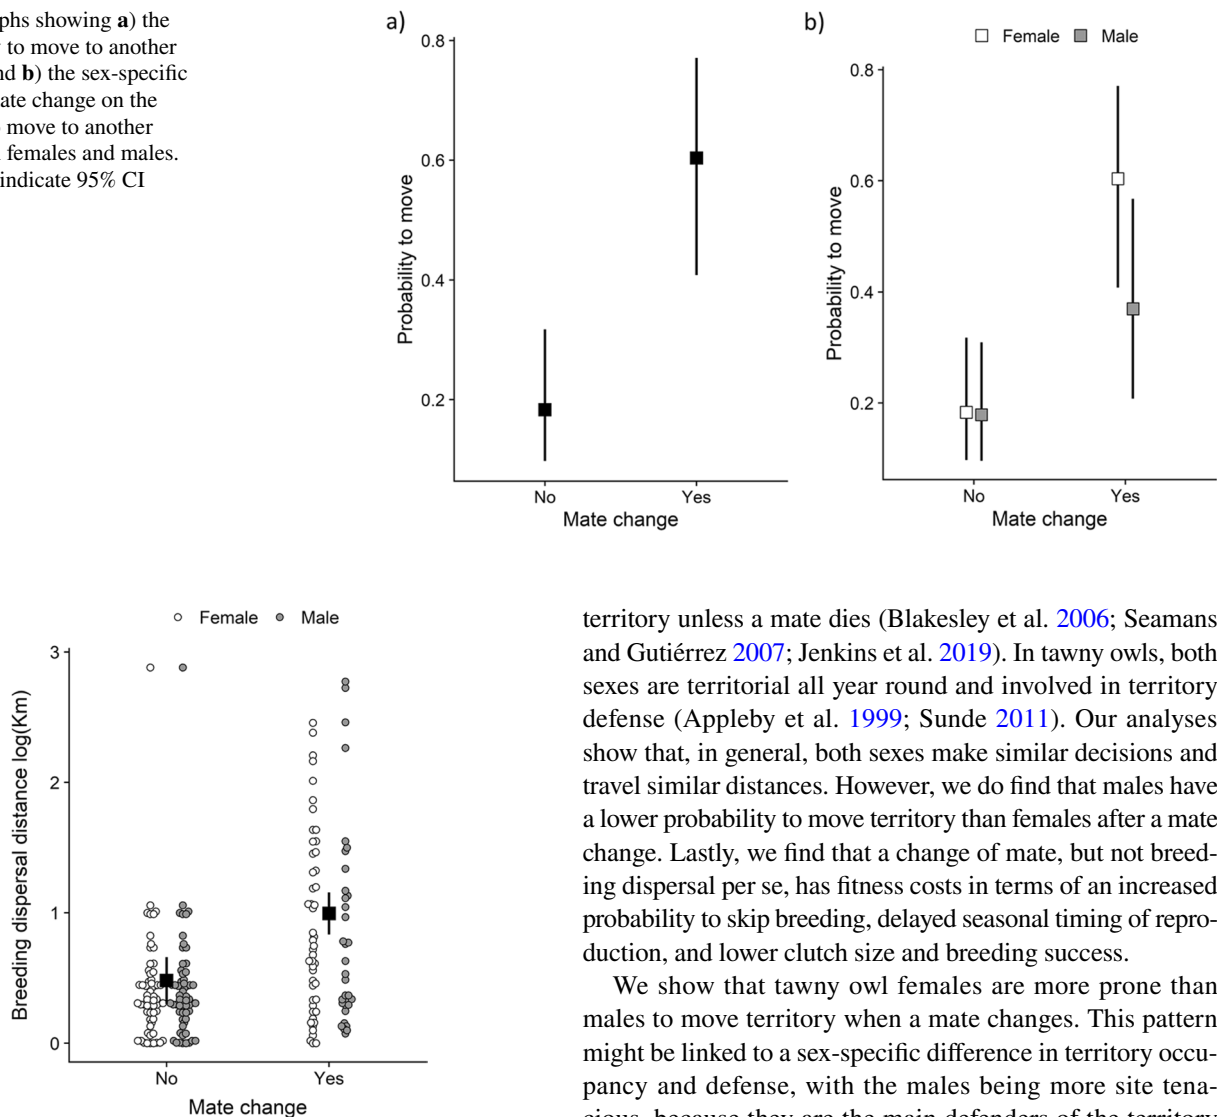 phs showing a) the
to move to another
nd b) the sex-specific
ate change on the
move to another
females and males.
indicate 95% CI
a)
0.8
0.6
0.4
0.2
Probability to move
No
Yes
Mate change
b)
Female Male
0.8
0.6
0.4
0.2
Probability to move
No
Yes
Mate change
Female Male
3
2
1
0
Breeding dispersal distance log(Km)
No
Yes
Mate change
territory unless a mate dies (Blakesley et al. 2006; Seamans
and Gutiérrez 2007; Jenkins et al. 2019). In tawny owls, both
sexes are territorial all year round and involved in territory
defense (Appleby et al. 1999; Sunde 2011). Our analyses
show that, in general, both sexes make similar decisions and
travel similar distances. However, we do find that males have
a lower probability to move territory than females after a mate
change. Lastly, we find that a change of mate, but not breed-
ing dispersal per se, has fitness costs in terms of an increased
probability to skip breeding, delayed seasonal timing of repro-
duction, and lower clutch size and breeding success.
We show that tawny owl females are more prone than
males to move territory when a mate changes. This pattern
might be linked to a sex-specific difference in territory occu-
pancy and defense, with the males being more site tena-
cious, because they are the main defenders of the territory